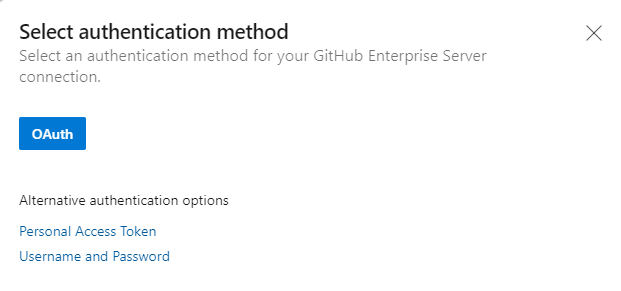 Select authentication method
Select an authentication method for your GitHub Enterprise Server
connection.
OAuth
Alternative authentication options
Personal Access Token
Username and Password